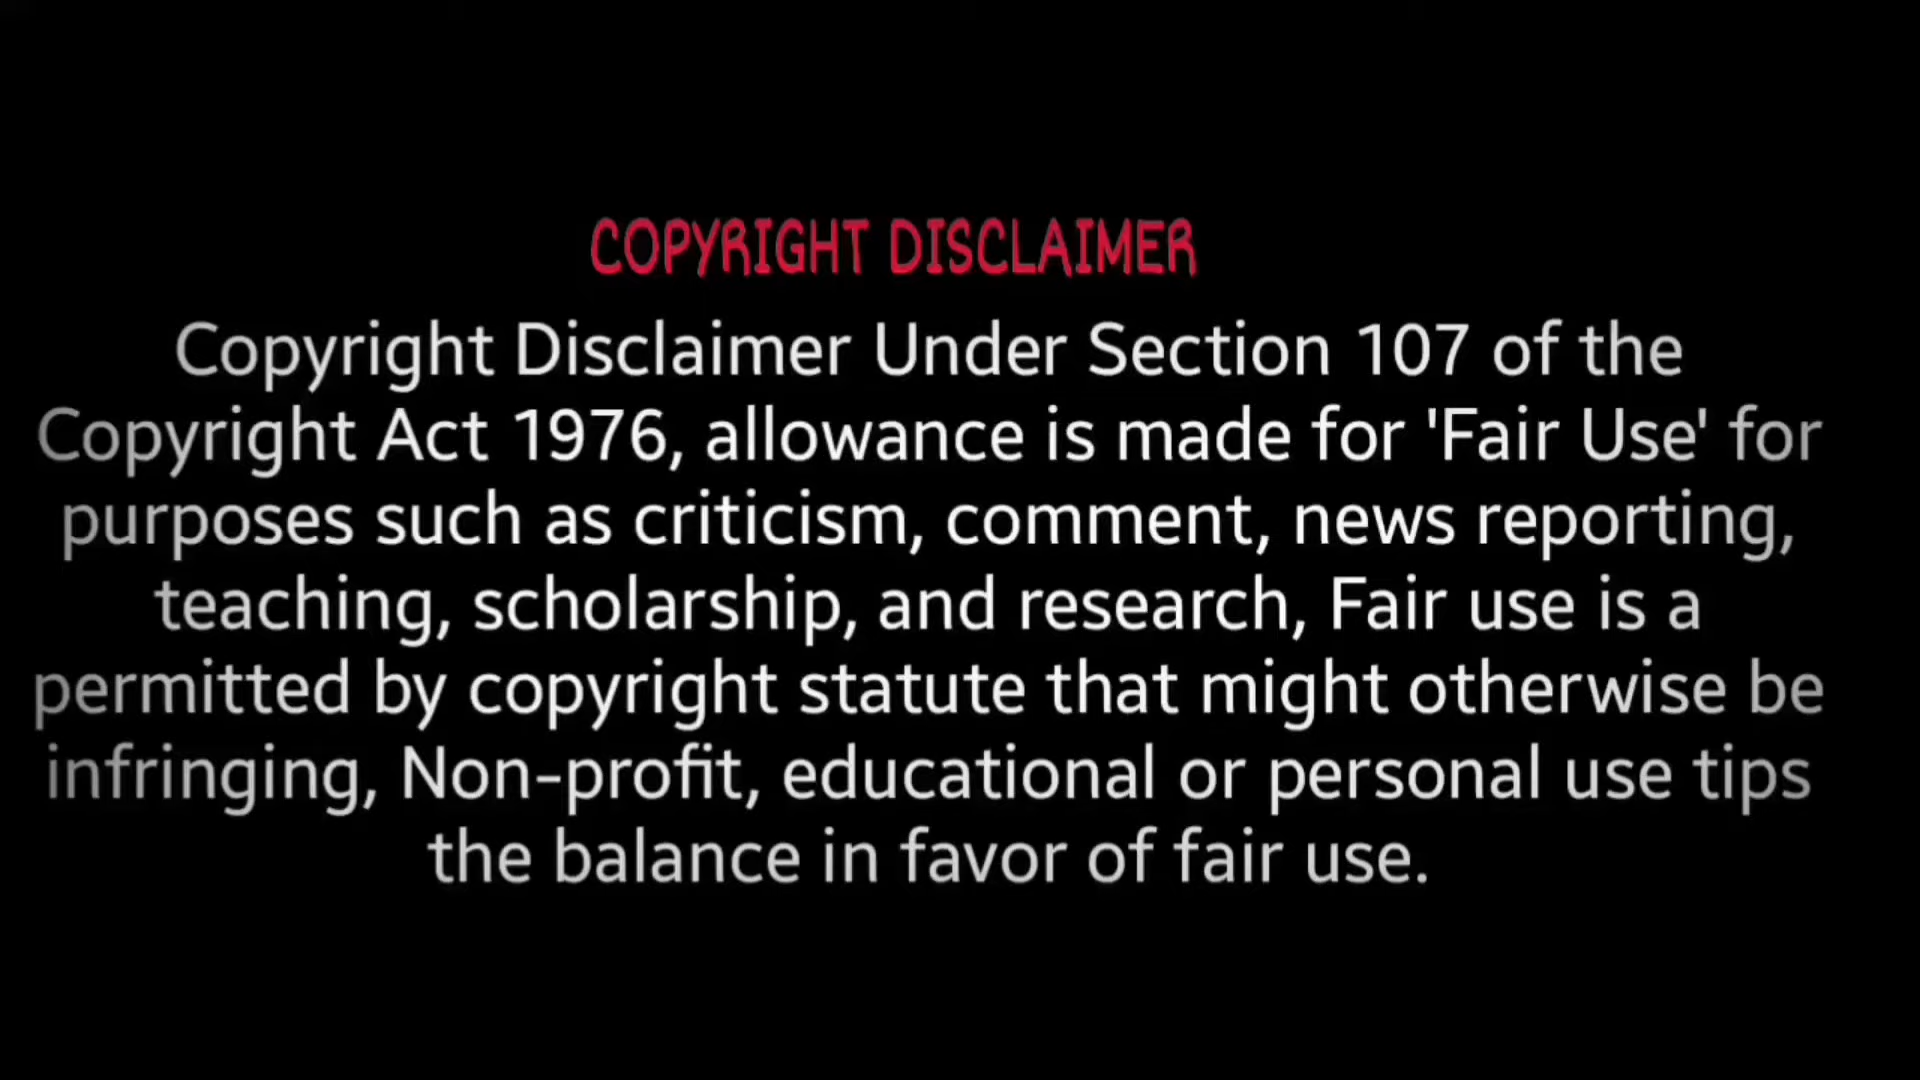 COPYRIGHT DISCLAIMER
Copyright Disclaimer Under Section 107 of the
Copyright Act 1976, allowance is made for 'Fair Use' for
purposes such as criticism, comment, news reporting,
teaching, scholarship, and research, Fair use is a
permitted by copyright statute that might otherwise be
infringing, Non-profit, educational or personal use tips
the balance in favor of fair use.